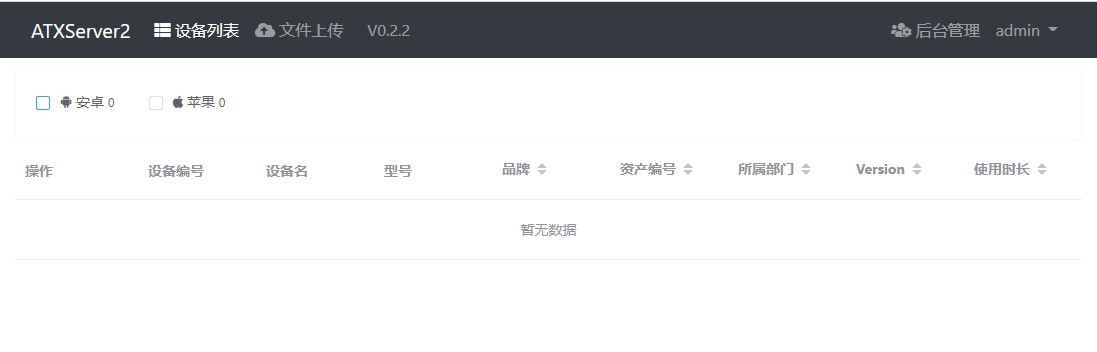 ATXServer2 设备列表 文件上传 V0.2.2 后台管理 admin
安卓 0 苹果 0
操作 设备编号 设备名 型号 品牌 资产编号 所属部门 Version 使用时长
暂无数据